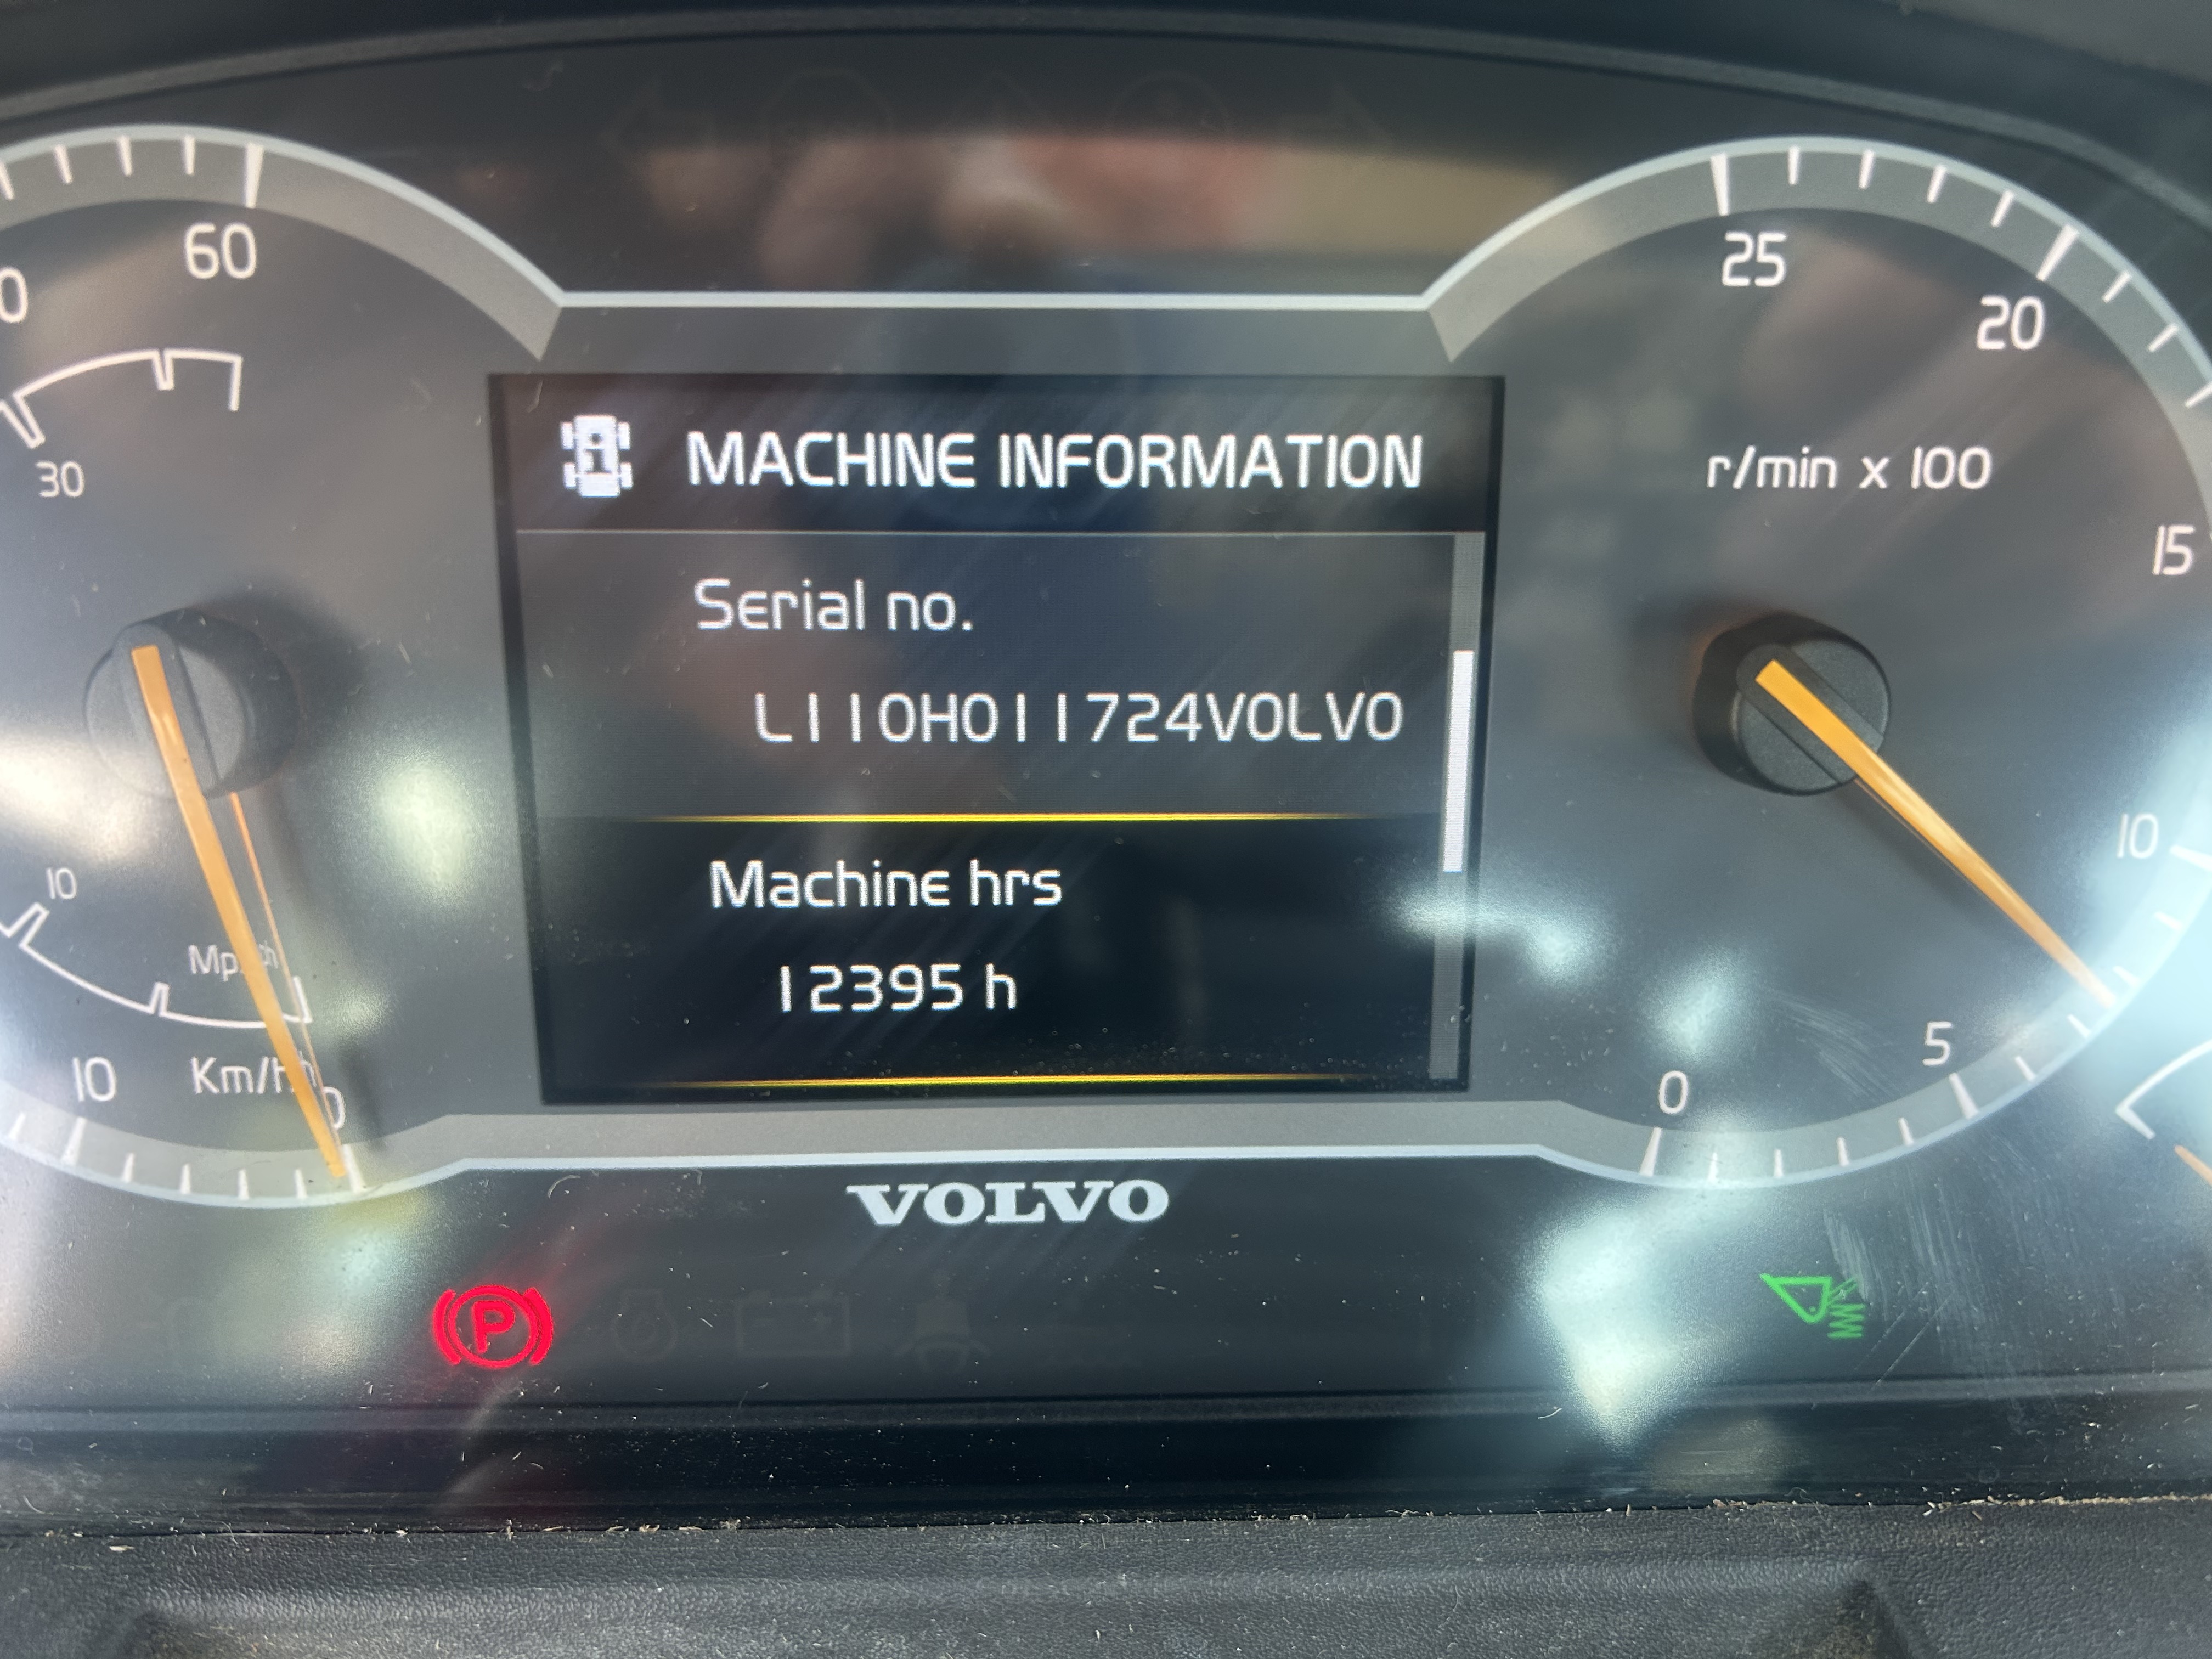 60
30
10
Km/h
10
0
MACHINE INFORMATION
Serial no.
L110H011724VOLVO
Machine hrs
12395 h
25
20
r/min x 100
15
10
5
0
VOLVO
P